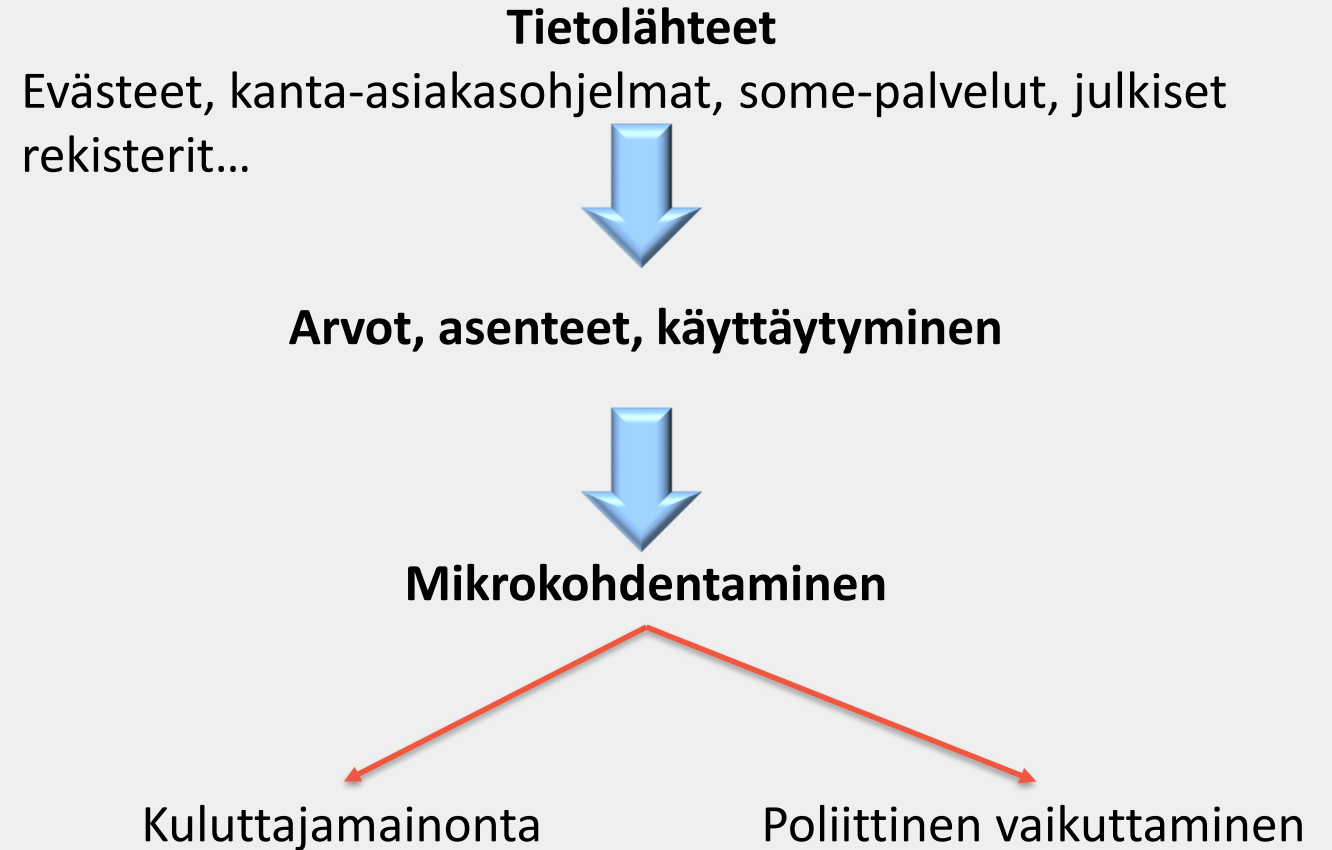 Tietolähteet
Evästeet, kanta-asiakasohjelmat, some-palvelut, julkiset
rekisterit…
Arvot, asenteet, käyttäytyminen
Mikrokohdentaminen
Kuluttajamainonta
Poliittinen vaikuttaminen